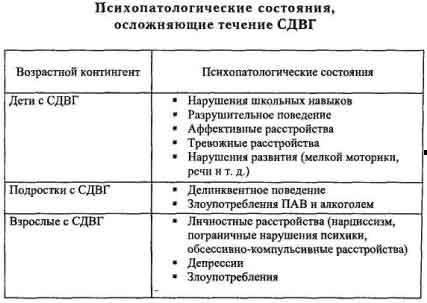 Психопатологические состояния,
осложняющие течение СДВГ
Возрастной контингент
Психопатологические состояния
Дети с СДВГ
▪ Нарушения школьных навыков
▪ Разрушительное поведение
▪ Аффективные расстройства
▪ Тревожные расстройства
▪ Нарушения развития (мелкой моторики,
речи и т. д.)
Подростки с СДВГ
▪ Делинквентное поведение
▪ Злоупотребления ПАВ и алкоголем
Взрослые с СДВГ
▪ Личностные расстройства (нарциссизм,
пограничные нарушения психики,
обсессивно-компульсивные расстройства)
▪ Депрессии
▪ Злоупотребления